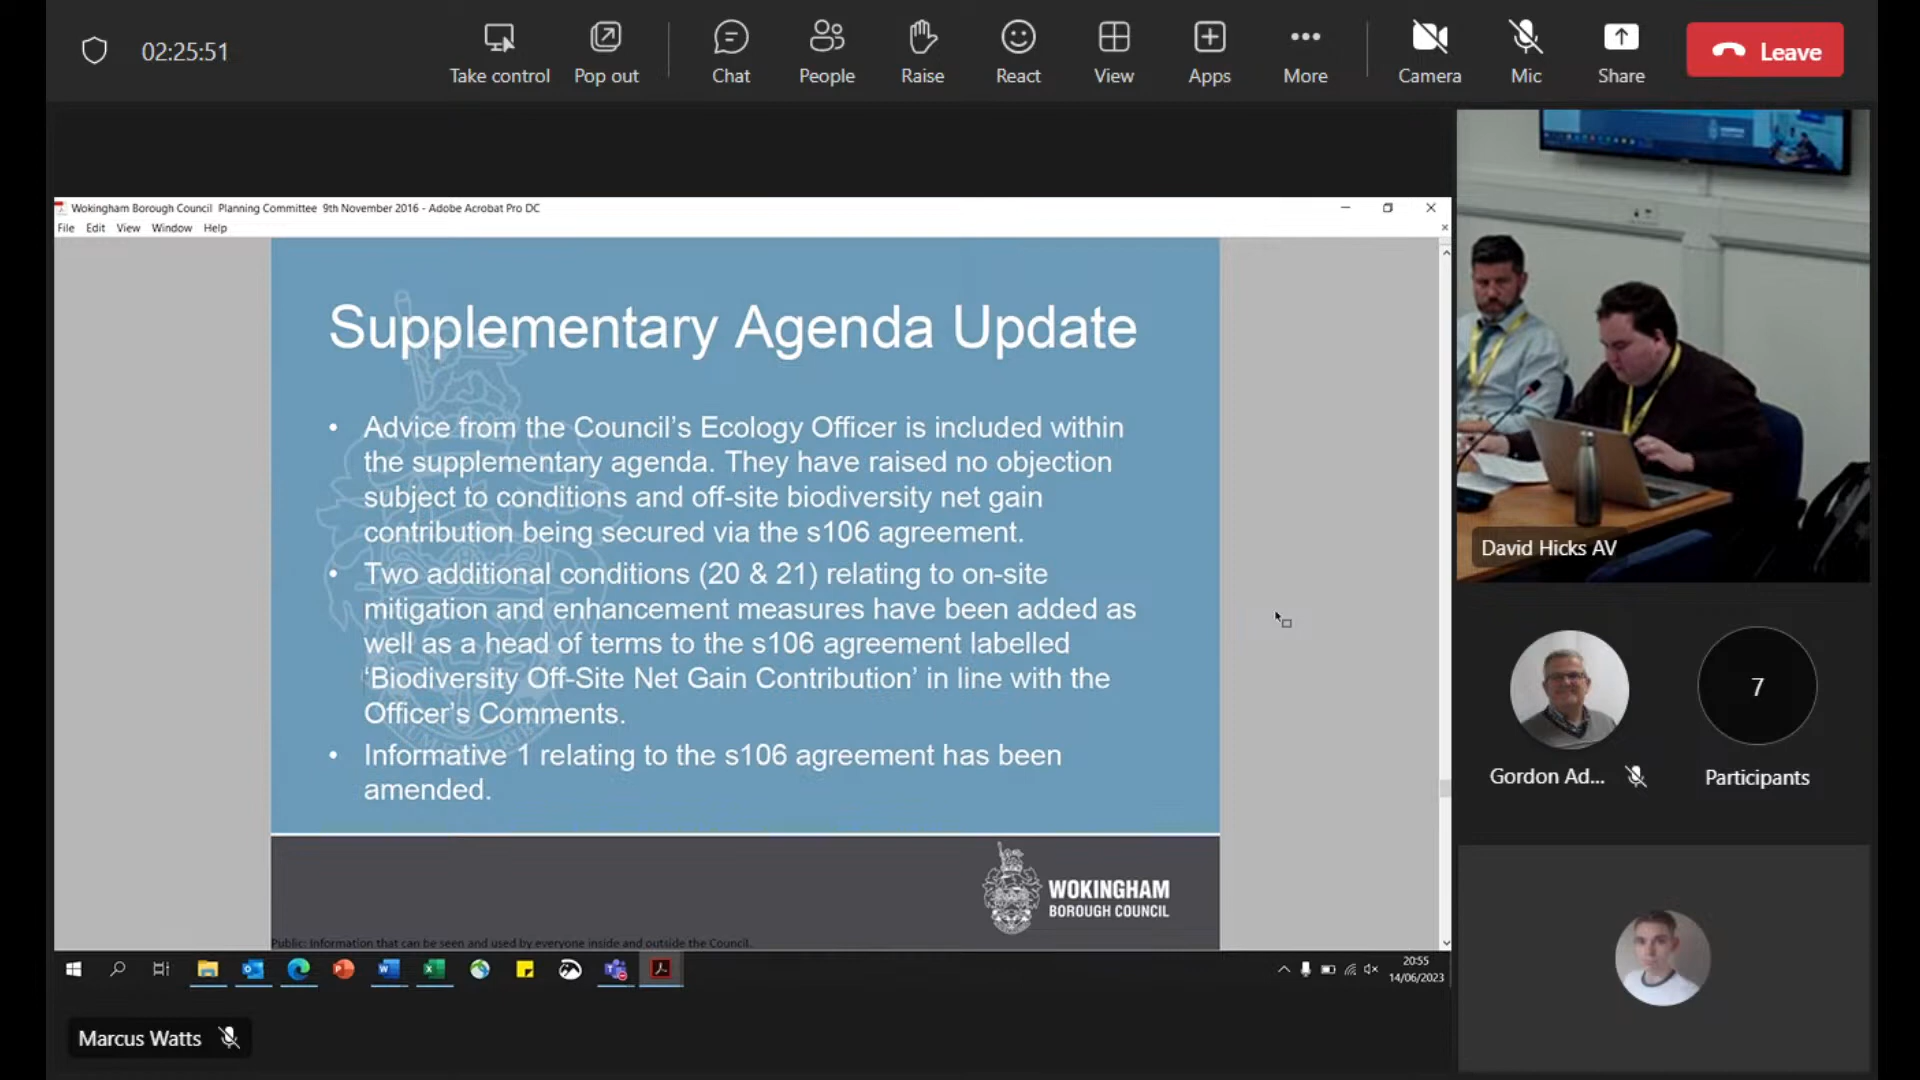 02:25:51
Take control
Pop out
Chat
People
Raise
React
View
Apps
More
Camera
Mic
Share
Leave
Wokingham Borough Council Planning Committee 9th November 2016 - Adobe Acrobat Pro DC
File Edit View Window Help
Supplementary Agenda Update
• Advice from the Council's Ecology Officer is included within
the supplementary agenda. They have raised no objection
subject to conditions and off-site biodiversity net gain
contribution being secured via the s106 agreement.
• Two additional conditions (20 & 21) relating to on-site
mitigation and enhancement measures have been added as
well as a head of terms to the s106 agreement labelled
'Biodiversity Off-Site Net Gain Contribution' in line with the
Officer's Comments.
• Informative 1 relating to the s106 agreement has been
amended.
WOKINGHAM
BOROUGH COUNCIL
Public: Information that can be seen and used by everyone inside and outside the Council.
20:55
14/06/2023
Marcus Watts
David Hicks AV
Gordon Ad...
7
Participants